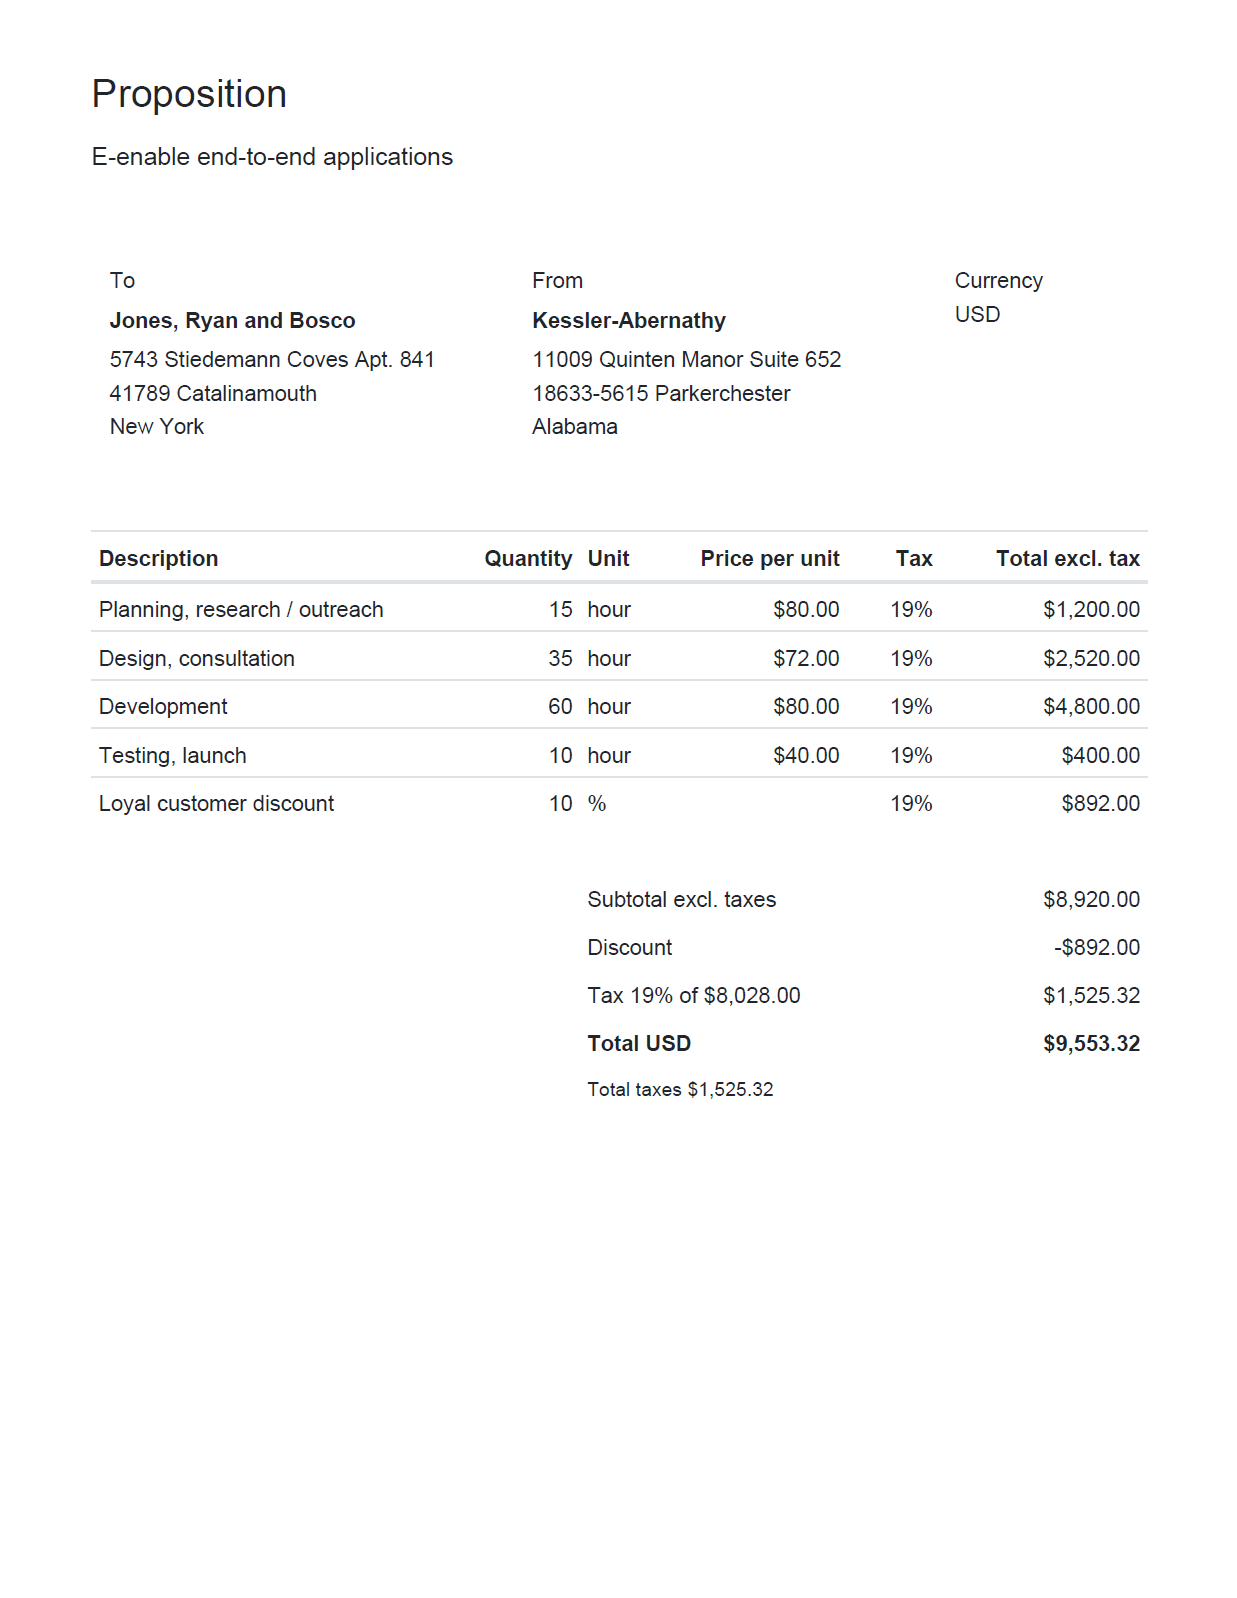 Proposition
E-enable end-to-end applications
To
Jones, Ryan and Bosco
5743 Stiedemann Coves Apt. 841
41789 Catalinamouth
New York
From
Kessler-Abernathy
11009 Quinten Manor Suite 652
18633-5615 Parkerchester
Alabama
Currency
USD
Description Quantity Unit Price per unit Tax Total excl. tax
Planning, research / outreach 15 hour $80.00 19% $1,200.00
Design, consultation 35 hour $72.00 19% $2,520.00
Development 60 hour $80.00 19% $4,800.00
Testing, launch 10 hour $40.00 19% $400.00
Loyal customer discount 10 % 19% $892.00
Subtotal excl. taxes $8,920.00
Discount -$892.00
Tax 19% of $8,028.00 $1,525.32
Total USD $9,553.32
Total taxes $1,525.32